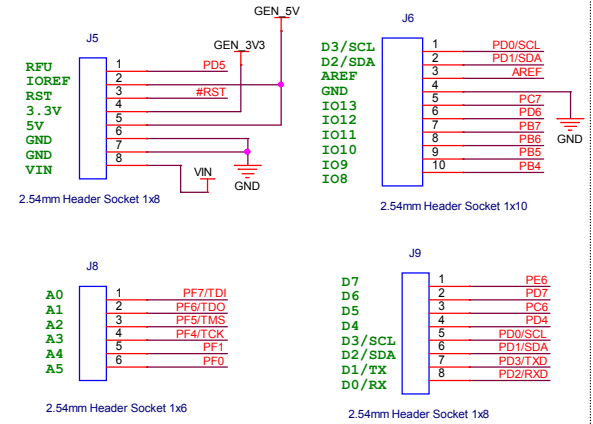 GEN_5V
J5
GEN_3V3
RFU 1 PD5
IOREF 2
RST 3 #RST
3.3V 4
5V 5
GND 6
GND 7
VIN 8
VIN
GND
2.54mm Header Socket 1x8
J6
D3/SCL 1 PD0/SCL
D2/SDA 2 PD1/SDA
AREF 3 AREF
GND 4
IO13 5 PC7
IO12 6 PD6
IO11 7 PB7
IO10 8 PB6
IO9 9 PB5
IO8 10 PB4
GND
2.54mm Header Socket 1x10
J8
A0 1 PF7/TDI
A1 2 PF6/TDO
A2 3 PF5/TMS
A3 4 PF4/TCK
A4 5 PF1
A5 6 PF0
2.54mm Header Socket 1x6
J9
D7 1 PE6
D6 2 PD7
D5 3 PC6
D4 4 PD4
D3/SCL 5 PD0/SCL
D2/SDA 6 PD1/SDA
D1/TX 7 PD3/TXD
D0/RX 8 PD2/RXD
2.54mm Header Socket 1x8